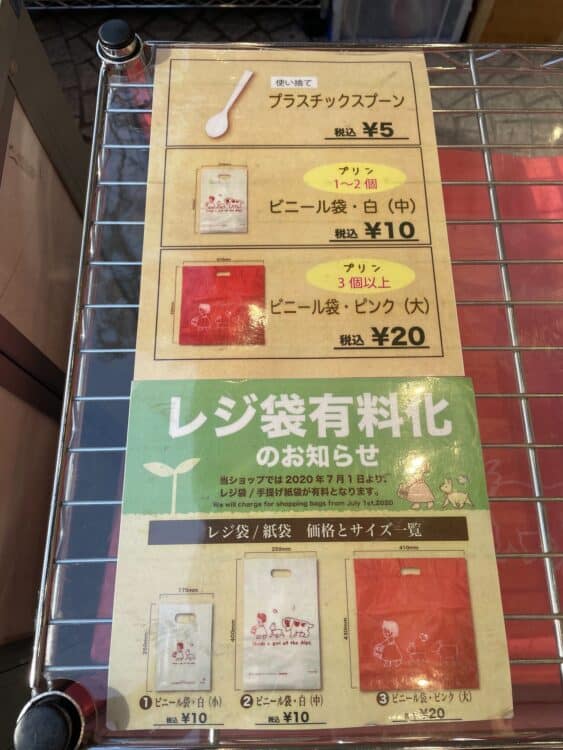 使い捨て
プラスチックスプーン
税込 ¥5
プリン
1〜2個
ビニール袋・白（中）
税込 ¥10
プリン
3個以上
ビニール袋・ピンク（大）
税込 ¥20
レジ袋有料化
のお知らせ
当ショップでは2020年7月1日より、
レジ袋/手提げ紙袋が有料となります。
We will charge for shopping bags from July 1st,2020
レジ袋/紙袋 価格とサイズ一覧
175mm
250mm
410mm
400mm
❶ビニール袋・白（小）
税込 ¥10
❷ビニール袋・白（中）
税込 ¥10
❸ビニール袋・ピンク（大）
¥20